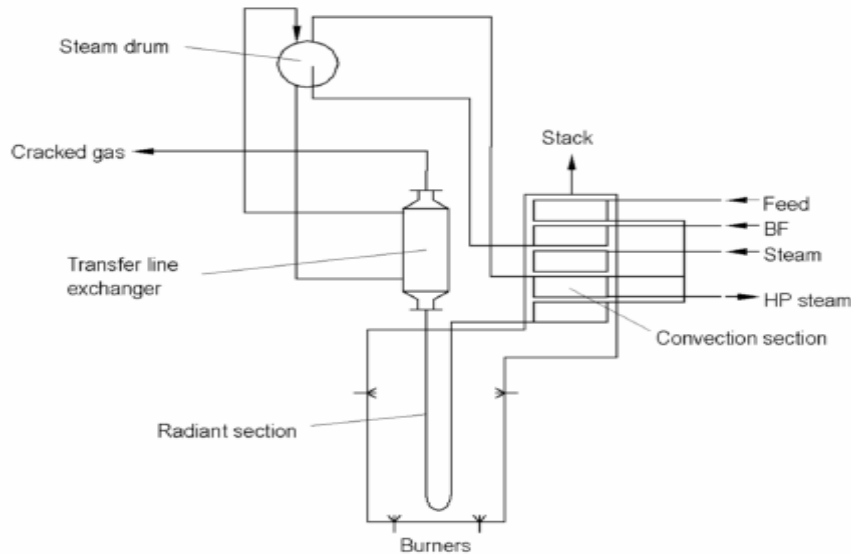 Steam drum
Stack
Cracked gas
Feed
BF
Steam
Transfer line
exchanger
HP steam
Convection section
Radiant section
Burners